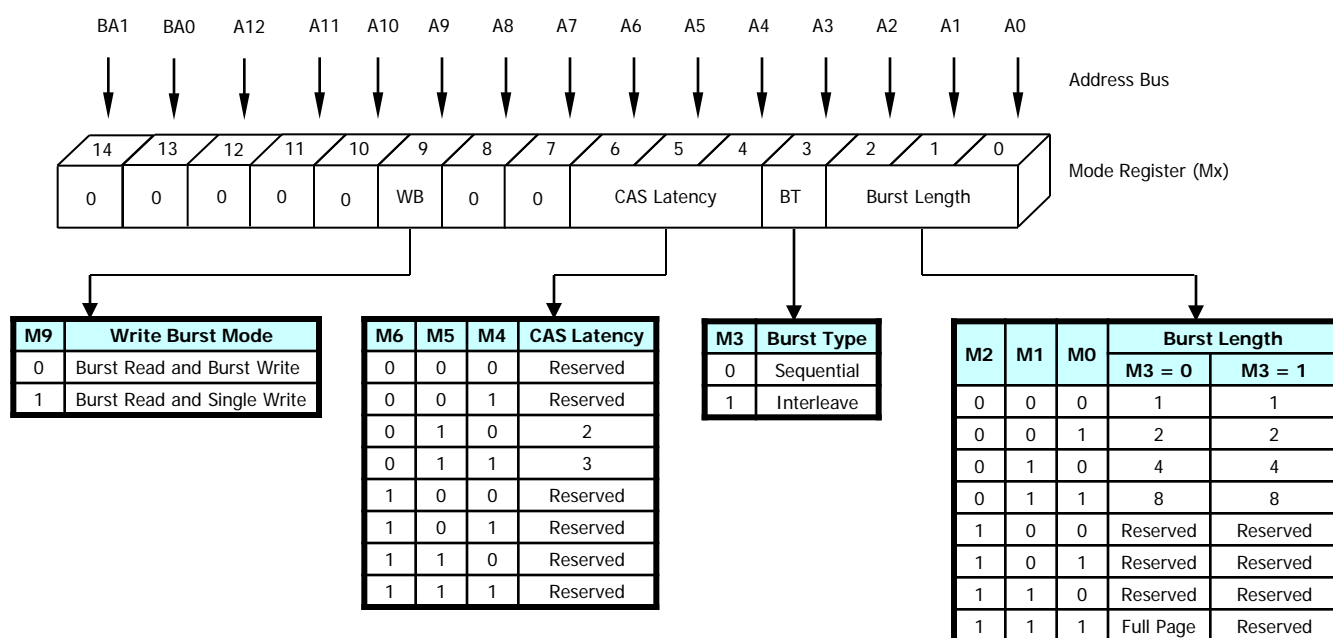 BA1 BA0 A12 A11 A10 A9 A8 A7 A6 A5 A4 A3 A2 A1 A0
Address Bus
14 13 12 11 10 9 8 7 6 5 4 3 2 1 0
Mode Register (Mx)
0 0 0 0 0 WB 0 0 CAS Latency BT Burst Length
M9 Write Burst Mode
0 Burst Read and Burst Write
1 Burst Read and Single Write
M6 M5 M4 CAS Latency
0 0 0 Reserved
0 0 1 Reserved
0 1 0 2
0 1 1 3
1 0 0 Reserved
1 0 1 Reserved
1 1 0 Reserved
1 1 1 Reserved
M3 Burst Type
0 Sequential
1 Interleave
M2 M1 M0 Burst Length
M3 = 0 M3 = 1
0 0 0 1 1
0 0 1 2 2
0 1 0 4 4
0 1 1 8 8
1 0 0 Reserved Reserved
1 0 1 Reserved Reserved
1 1 0 Reserved Reserved
1 1 1 Full Page Reserved